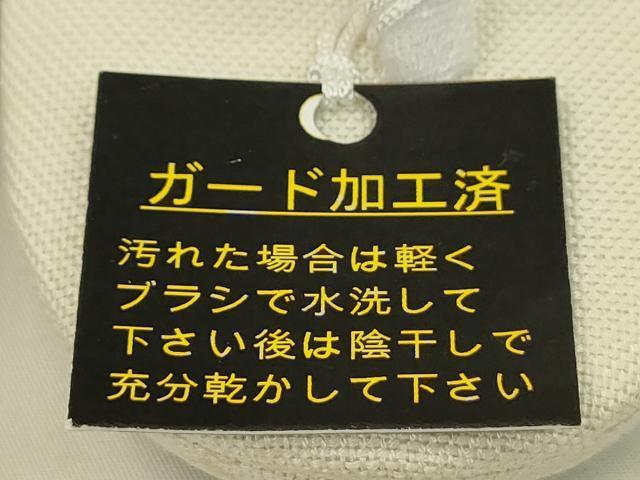 ガード加工済
汚れた場合は軽く
ブラシで水洗して
下さい後は陰干しで
充分乾かして下さい